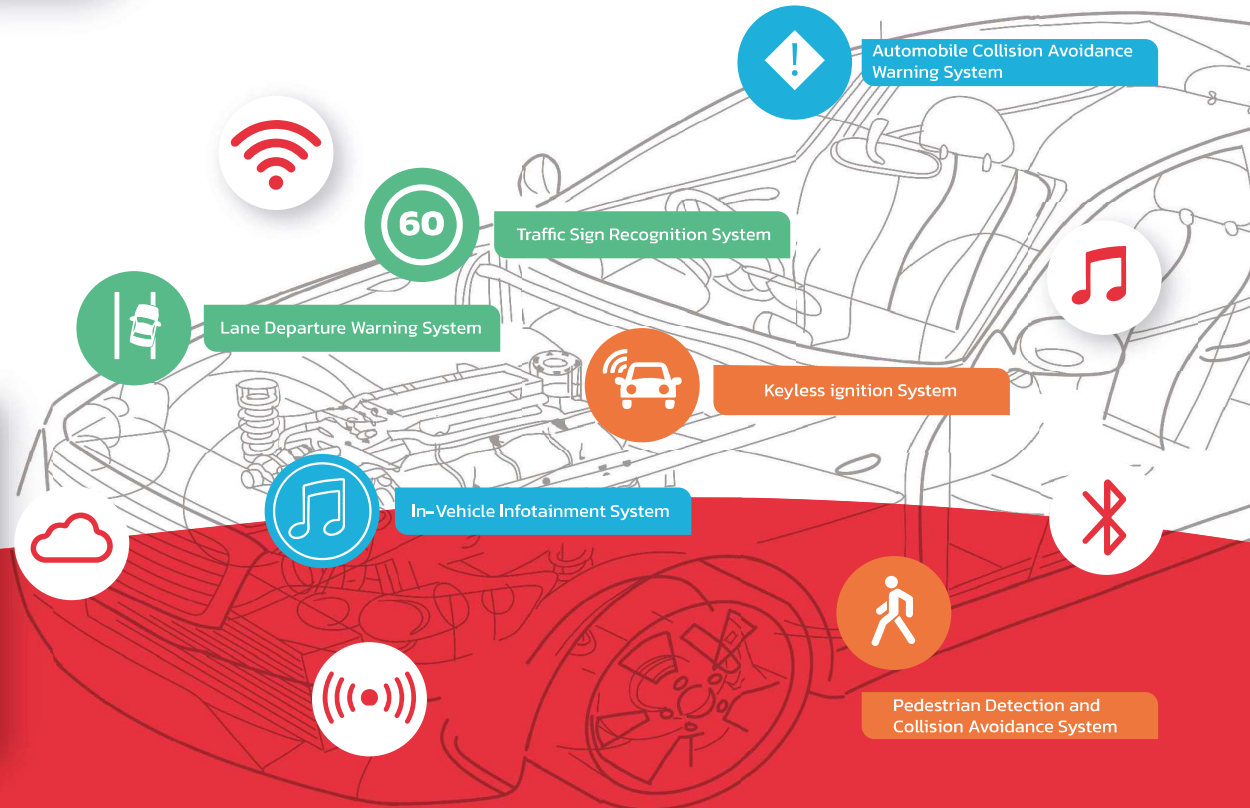 Automobile Collision Avoidance
Warning System
60
Traffic Sign Recognition System
Lane Departure Warning System
Keyless ignition System
In-Vehicle Infotainment System
Pedestrian Detection and
Collision Avoidance System